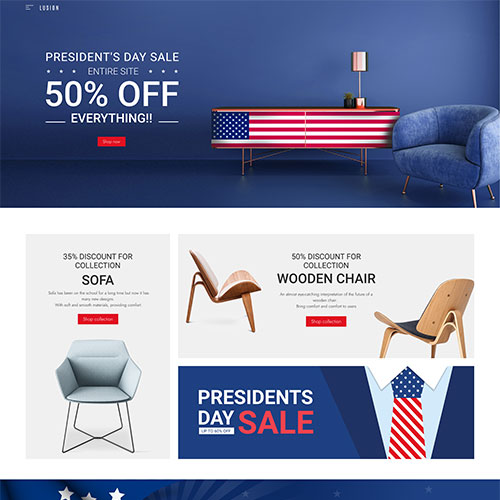 LUSION
PRESIDENT'S DAY SALE
ENTIRE SITE
50% OFF
EVERYTHING!!
Shop now
35% DISCOUNT FOR
COLLECTION
SOFA
Sofa has been on the school for a long time but now it has
many new designs
With soft and smooth materials, providing comfort.
Shop collection
50% DISCOUNT FOR
COLLECTION
WOODEN CHAIR
An almost eye-catching interpretation of the future of a
wooden chair.
Bring comfort and comfort to users
Shop collection
PRESIDENTS
DAY SALE
UP TO 60% OFF